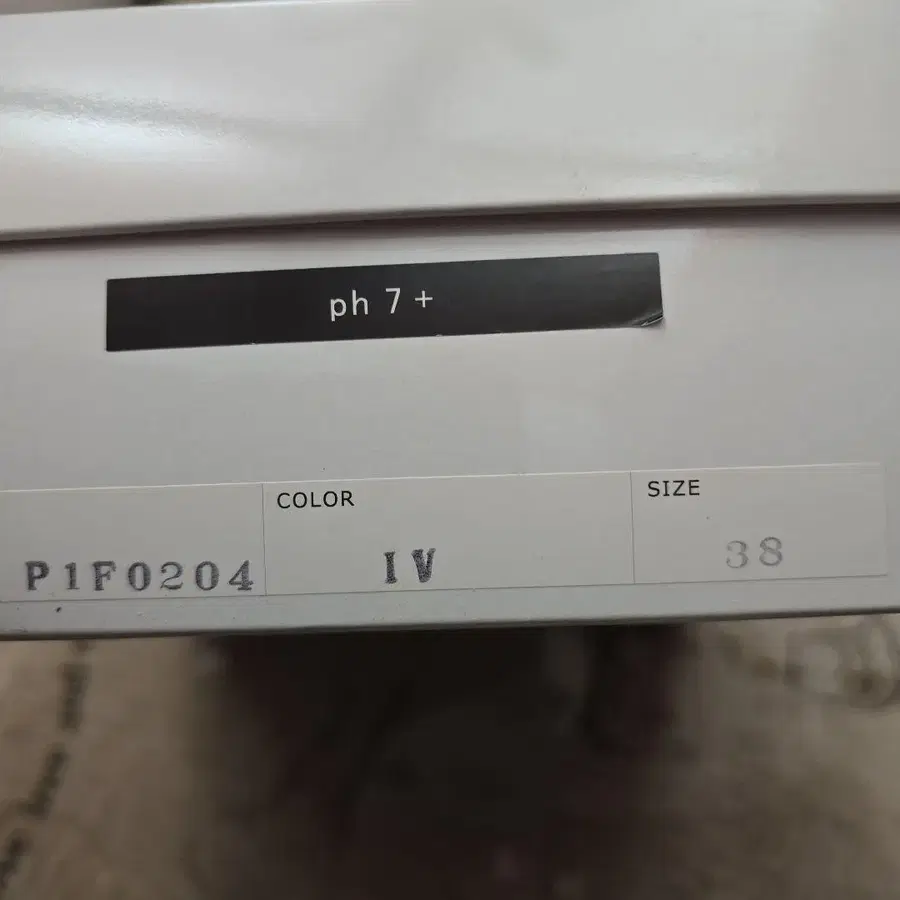 ph 7 +
COLOR
SIZE
P1F0204
IV
38